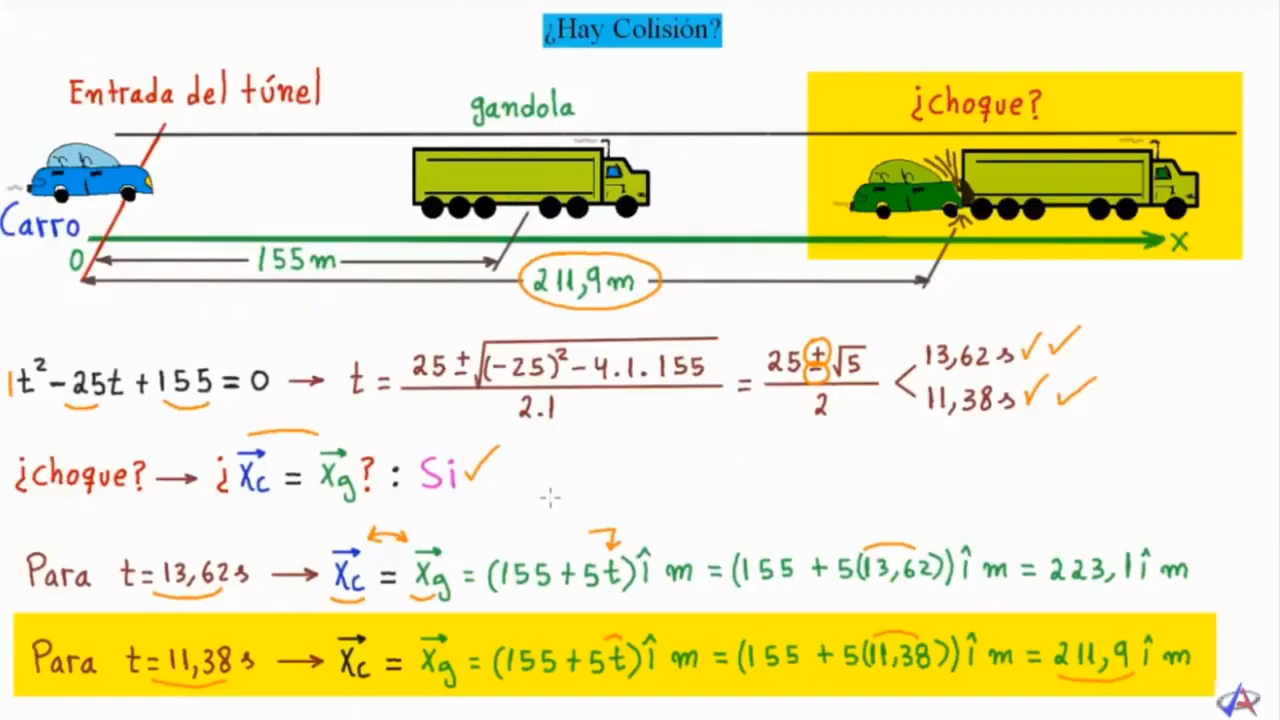 ¿Hay Colisión?
Entrada del túnel
gandola
¿choque?
Carro
0
155m
211,9m
x
1t² - 25t + 155 = 0 → t = (25 ± √((-25)² - 4.1.155)) / 2.1 = (25 ± √5) / 2 < 13,62 s ✓ ✓
11,38 s ✓ ✓
¿choque? → ¿x⃗c = x⃗g? : Si ✓
Para t = 13,62 s → x⃗c = x⃗g = (155 + 5t) î m = (155 + 5(13,62)) î m = 223,1 î m
Para t = 11,38 s → x⃗c = x⃗g = (155 + 5t) î m = (155 + 5(11,38)) î m = 211,9 î m